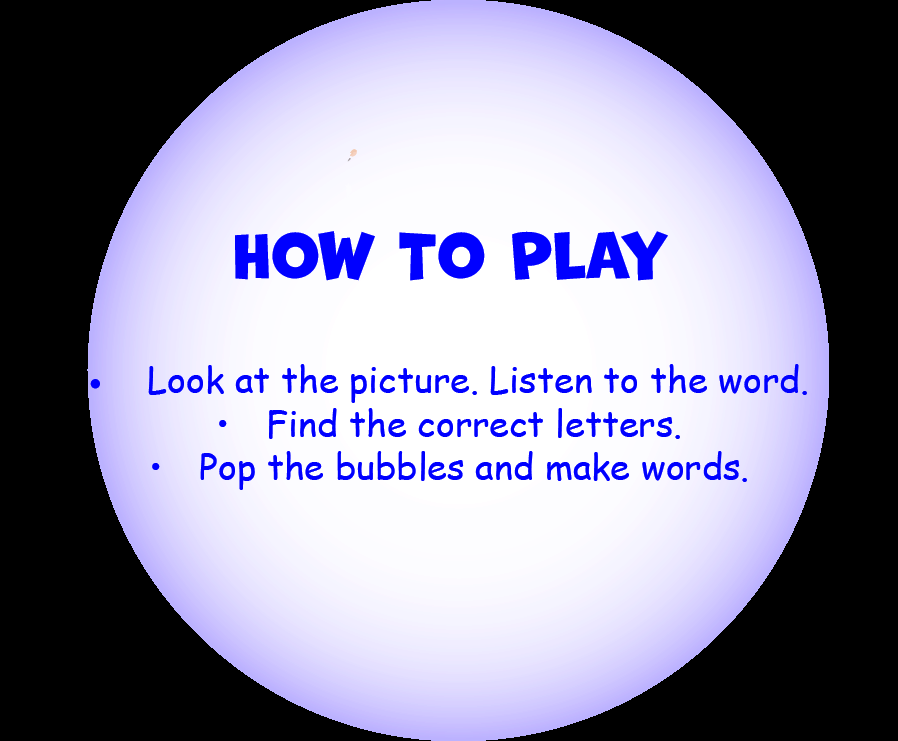 HOW TO PLAY
• Look at the picture. Listen to the word.
• Find the correct letters.
• Pop the bubbles and make words.